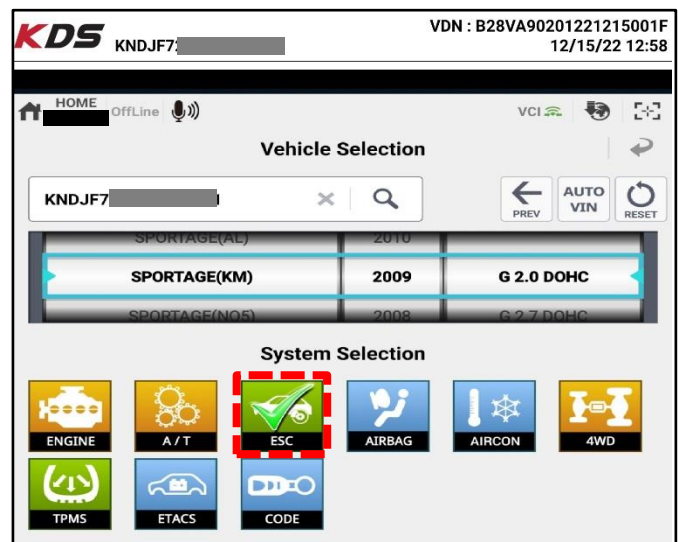 KDS KNDJF7
VDN : B28VA90201221215001F
12/15/22 12:58
HOME OffLine VCI
Vehicle Selection
KNDJF7
PREV AUTO VIN RESET
SPORTAGE(AL) 2010
SPORTAGE(KM) 2009 G 2.0 DOHC
SPORTAGE(NQ5) 2008 G 2.7 DOHC
System Selection
ENGINE A/T ESC AIRBAG AIRCON 4WD
TPMS ETACS CODE